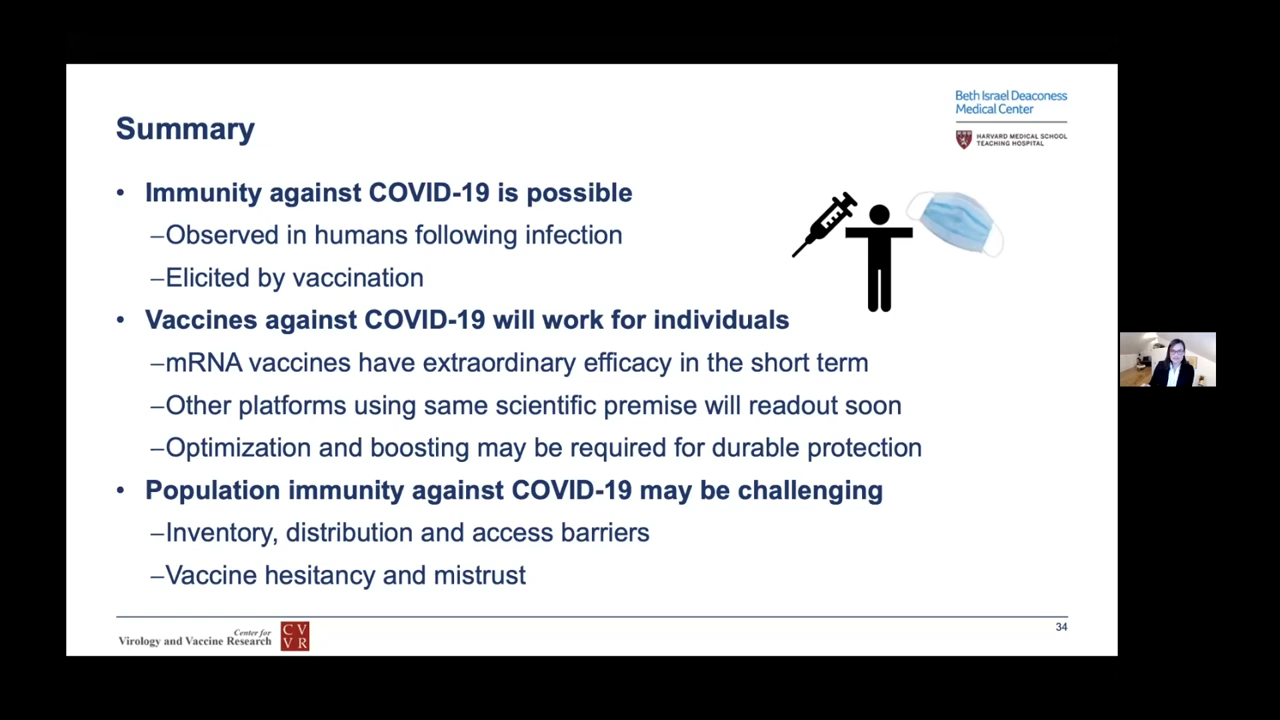 Beth Israel Deaconess
Medical Center
HARVARD MEDICAL SCHOOL
TEACHING HOSPITAL
Summary
• Immunity against COVID-19 is possible
–Observed in humans following infection
–Elicited by vaccination
• Vaccines against COVID-19 will work for individuals
–mRNA vaccines have extraordinary efficacy in the short term
–Other platforms using same scientific premise will readout soon
–Optimization and boosting may be required for durable protection
• Population immunity against COVID-19 may be challenging
–Inventory, distribution and access barriers
–Vaccine hesitancy and mistrust
Center for
Virology and Vaccine Research
C V
V R
34